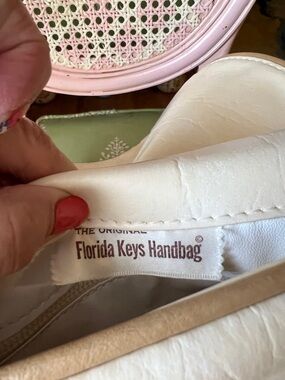 THE ORIGINAL
Florida Keys Handbag©